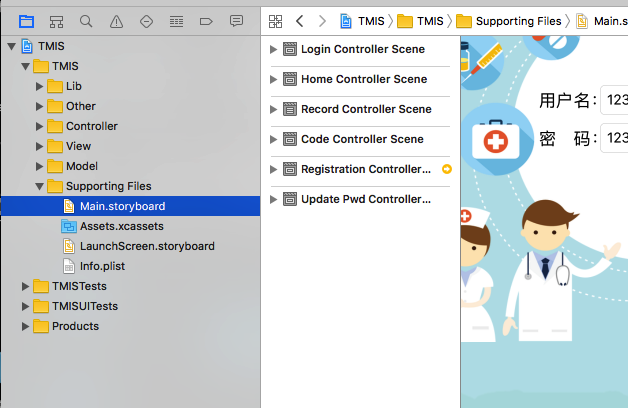 TMIS
TMIS
Lib
Other
Controller
View
Model
Supporting Files
Main.storyboard
Assets.xcassets
LaunchScreen.storyboard
Info.plist
TMISTests
TMISUITests
Products
TMIS TMIS Supporting Files Main.s
Login Controller Scene
Home Controller Scene
Record Controller Scene
Code Controller Scene
Registration Controller...
Update Pwd Controller...
用户名: 123
密 码: 123